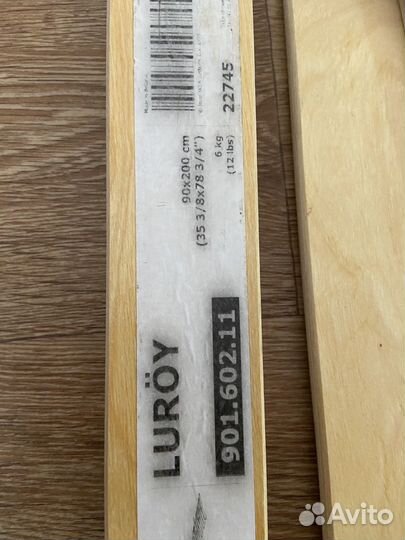 22745
6 kg
(12 lbs)
90x200 cm
(35 3/8x78 3/4")
LURÖY
901.602.11
Avito